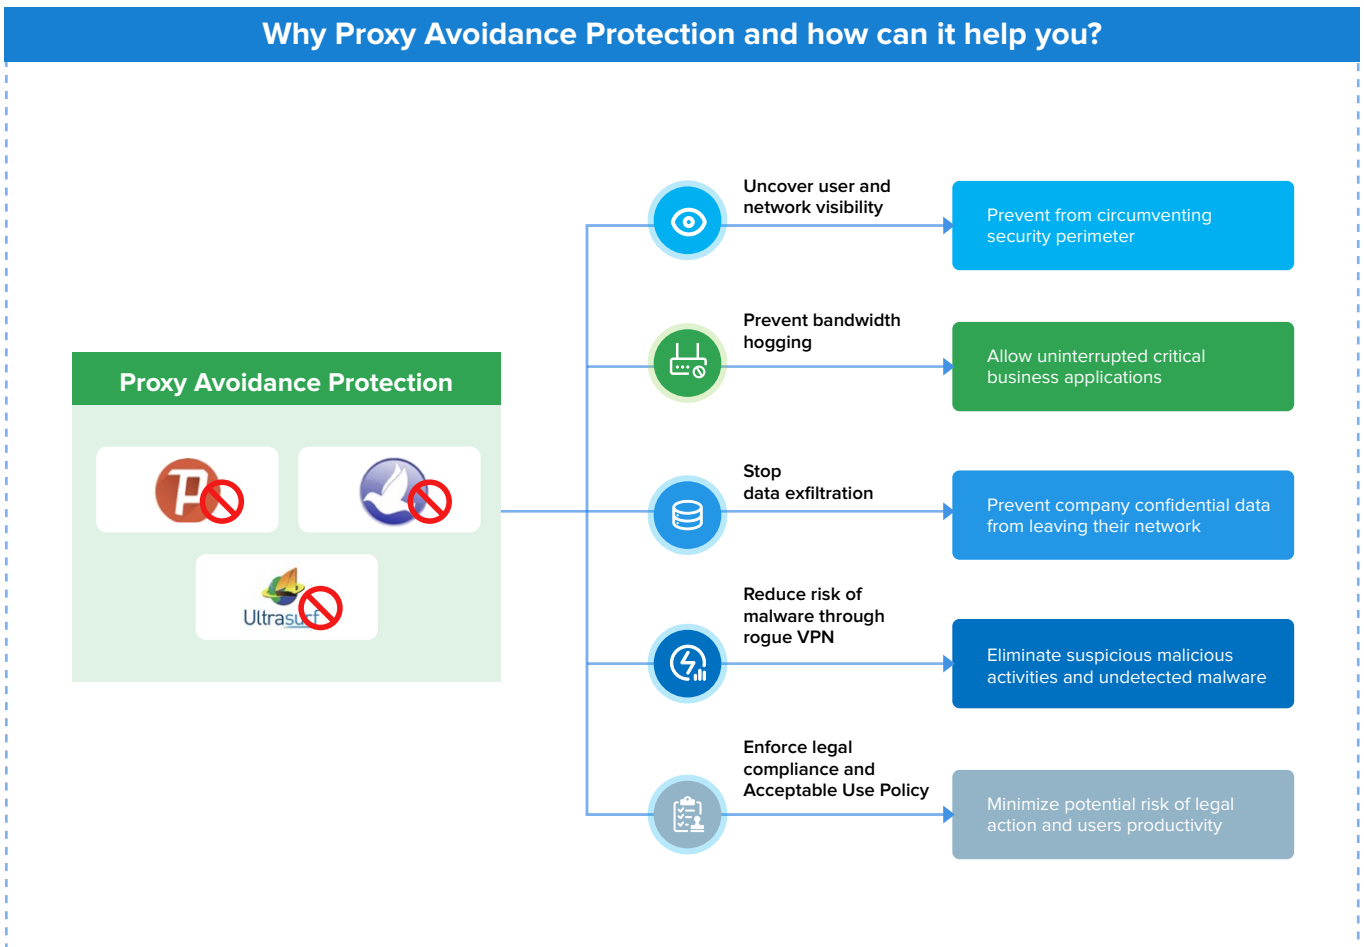 Why Proxy Avoidance Protection and how can it help you?
Proxy Avoidance Protection
Ultrasurf
Uncover user and
network visibility
Prevent from circumventing
security perimeter
Prevent bandwidth
hogging
Allow uninterrupted critical
business applications
Stop
data exfiltration
Prevent company confidential data
from leaving their network
Reduce risk of
malware through
rogue VPN
Eliminate suspicious malicious
activities and undetected malware
Enforce legal
compliance and
Acceptable Use Policy
Minimize potential risk of legal
action and users productivity